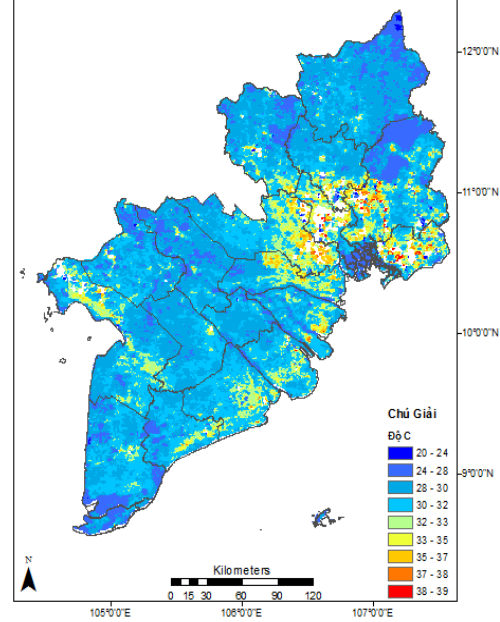 12°0'0"N
11°0'0"N
10°0'0"N
9°0'0"N
Chú Giải
Độ C
20 - 24
24 - 28
28 - 30
30 - 32
32 - 33
33 - 35
35 - 37
37 - 38
38 - 39
N
Kilometers
0 15 30 60 90 120
105°0'0"E 106°0'0"E 107°0'0"E